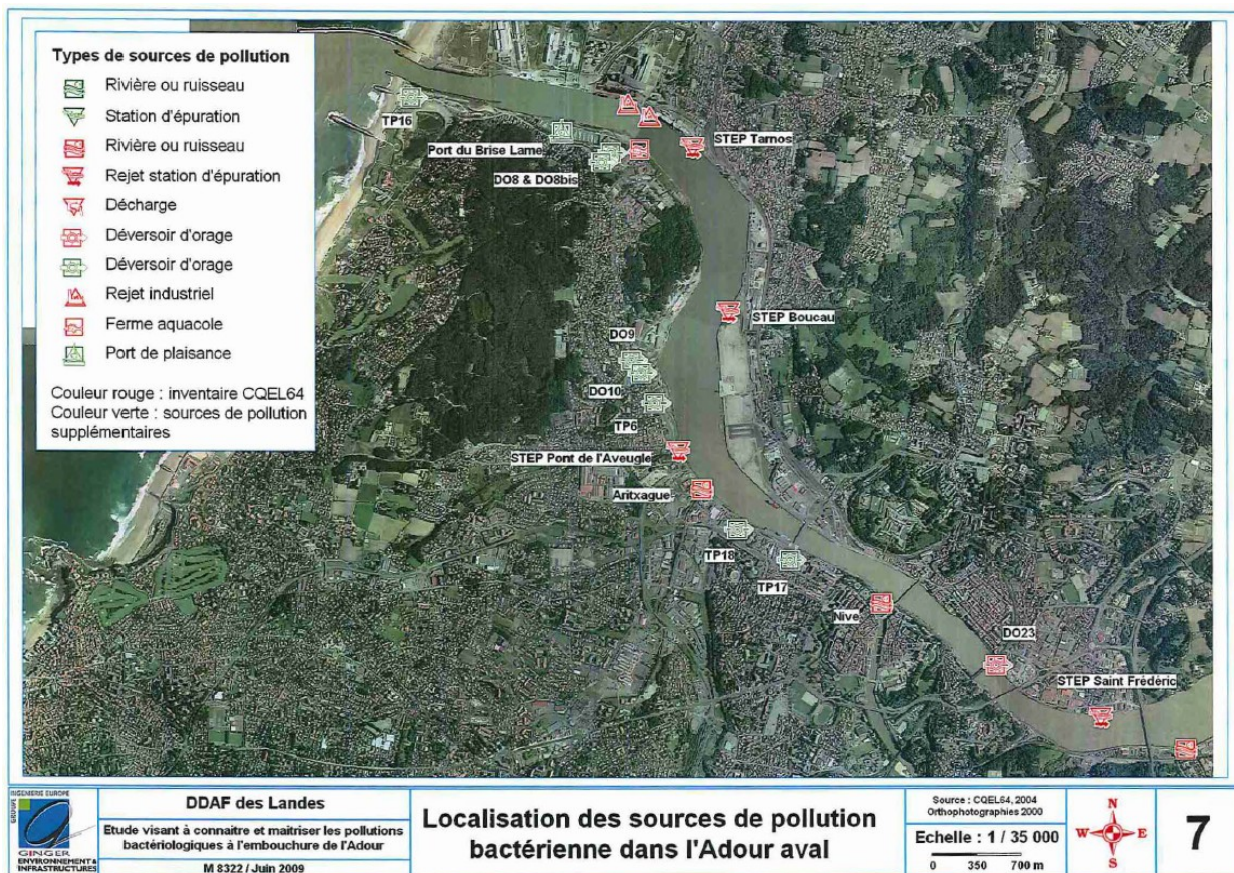 Types de sources de pollution
Rivière ou ruisseau
Station d'épuration
Rivière ou ruisseau
Rejet station d'épuration
Décharge
Déversoir d'orage
Déversoir d'orage
Rejet industriel
Ferme aquacole
Port de plaisance
Couleur rouge : inventaire CQEL64
Couleur verte : sources de pollution
supplémentaires
TP16
Port du Brise Lame
STEP Tarnos
DO8 & DO8bis
STEP Boucau
DO9
DO10
TP6
STEP Pont de l'Aveugle
Aritxague
TP18
TP17
Nive
DO23
STEP Saint Frédéric
GROUPE
INGENIERIE EUROPE
GINGER
ENVIRONNEMENT &
INFRASTRUCTURES
DDAF des Landes
Etude visant à connaitre et maitriser les pollutions
bactériologiques à l'embouchure de l'Adour
M 8322 / Juin 2009
Localisation des sources de pollution
bactérienne dans l'Adour aval
Source : CQEL64, 2004
Orthophotographies 2000
Echelle : 1 / 35 000
0 350 700 m
N
W E
S
7